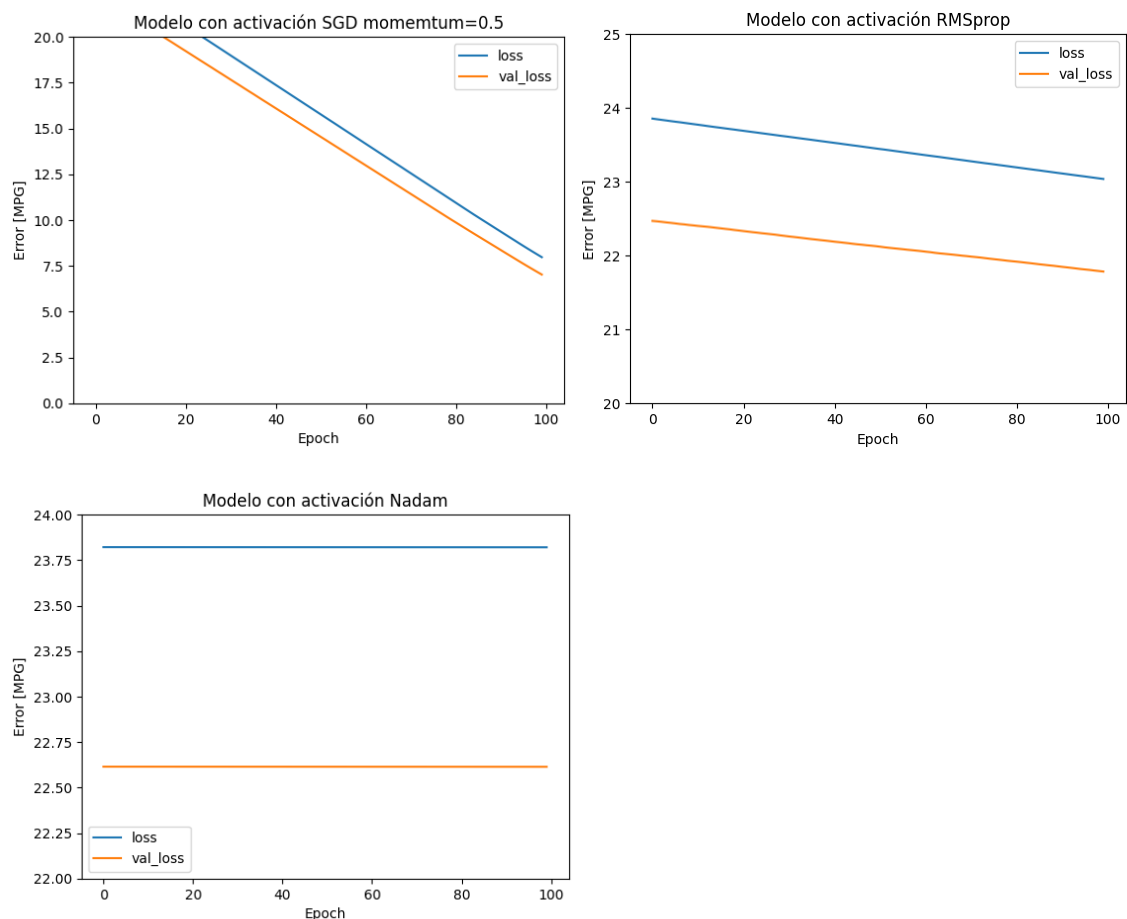 Modelo con activación SGD momemtum=0.5
20.0
17.5
15.0
12.5
10.0
7.5
5.0
2.5
0.0
Error [MPG]
loss
val_loss
0 20 40 60 80 100
Epoch
Modelo con activación RMSprop
25
24
23
22
21
20
Error [MPG]
loss
val_loss
0 20 40 60 80 100
Epoch
Modelo con activación Nadam
24.00
23.75
23.50
23.25
23.00
22.75
22.50
22.25
22.00
Error [MPG]
loss
val_loss
0 20 40 60 80 100
Epoch